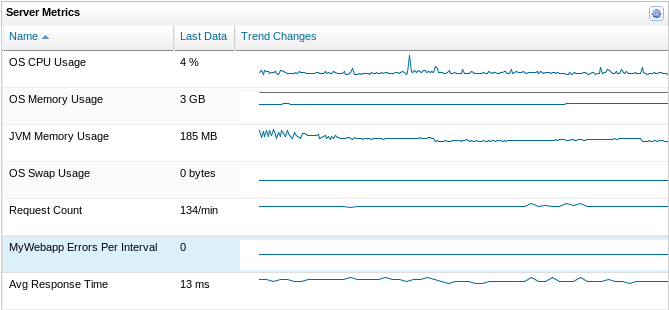 Server Metrics
Name Last Data Trend Changes
OS CPU Usage 4 %
OS Memory Usage 3 GB
JVM Memory Usage 185 MB
OS Swap Usage 0 bytes
Request Count 134/min
MyWebapp Errors Per Interval 0
Avg Response Time 13 ms